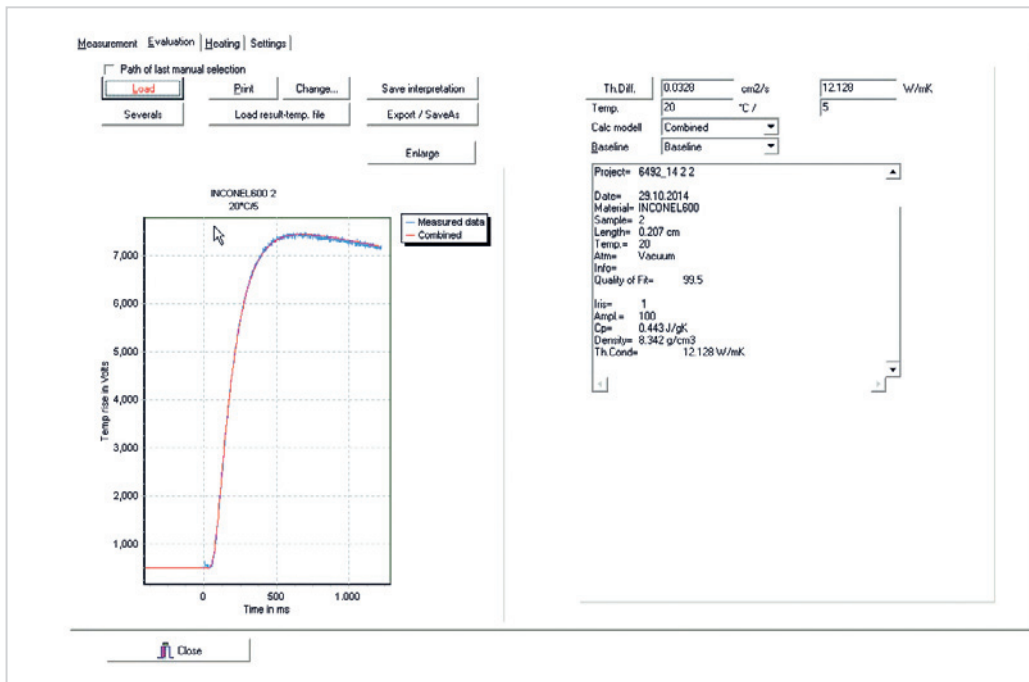 Measurement Evaluation Heating Settings
Path of last manual selection
Load Print Change... Save interpretation
Severals Load result-temp. file Export / SaveAs
Enlarge
Th.Diff. 0.0328 cm2/s 12.128 W/mK
Temp. 20 °C / 5
Calc modell Combined
Baseline Baseline
Project= 6492_14 2 2
Date= 29.10.2014
Material= INCONEL600
Sample= 2
Length= 0.207 cm
Temp.= 20
Atm= Vacuum
Info=
Quality of Fit= 99.5
Iris= 1
Ampl.= 100
Cp= 0.443 J/gK
Density= 8.342 g/cm3
Th.Cond= 12.128 W/mK
INCONEL600 2
20°C/5
Measured data
Combined
7,000
6,000
5,000
4,000
3,000
2,000
1,000
Temp rise in Volts
0 500 1.000
Time in ms
Close